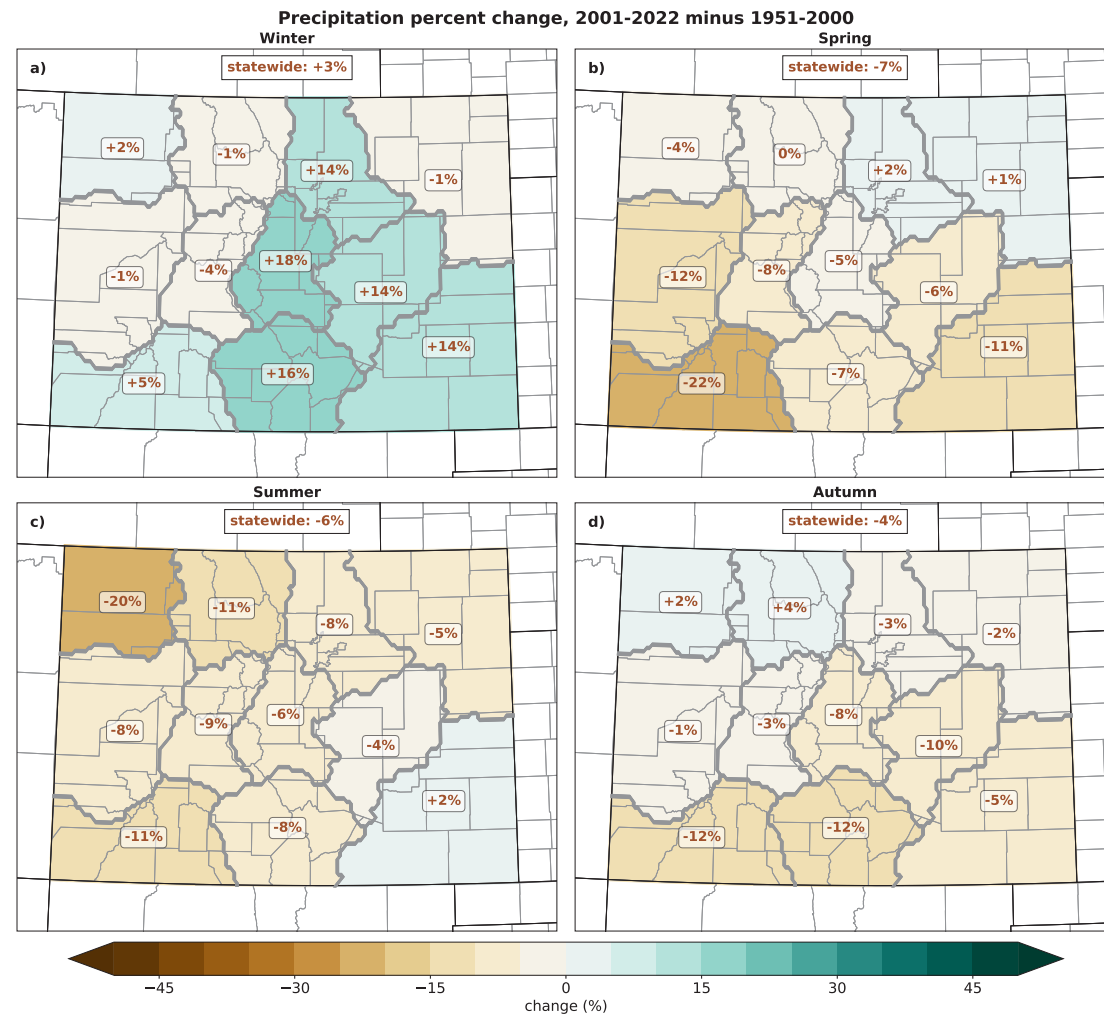 Precipitation percent change, 2001-2022 minus 1951-2000
Winter
a)
statewide: +3%
+2%
-1%
+14%
-1%
+18%
-4%
-1%
+14%
+14%
+16%
+5%
Spring
b)
statewide: -7%
-4%
0%
+2%
+1%
-5%
-8%
-12%
-6%
-11%
-7%
-22%
Summer
c)
statewide: -6%
-20%
-11%
-8%
-5%
-6%
-9%
-8%
-4%
+2%
-8%
-11%
Autumn
d)
statewide: -4%
+2%
+4%
-3%
-2%
-8%
-3%
-1%
-10%
-5%
-12%
-12%
−45 −30 −15 0 15 30 45
change (%)